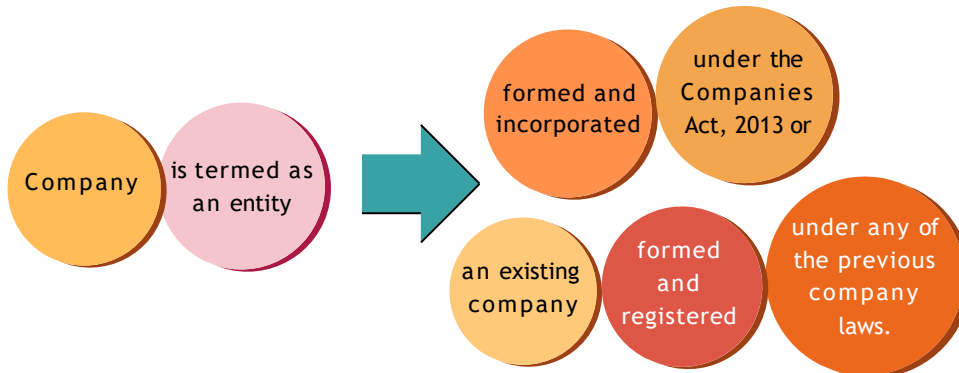 Company
is termed as
an entity
formed and
incorporated
under the
Companies
Act, 2013 or
an existing
company
formed
and
registered
under any of
the previous
company
laws.